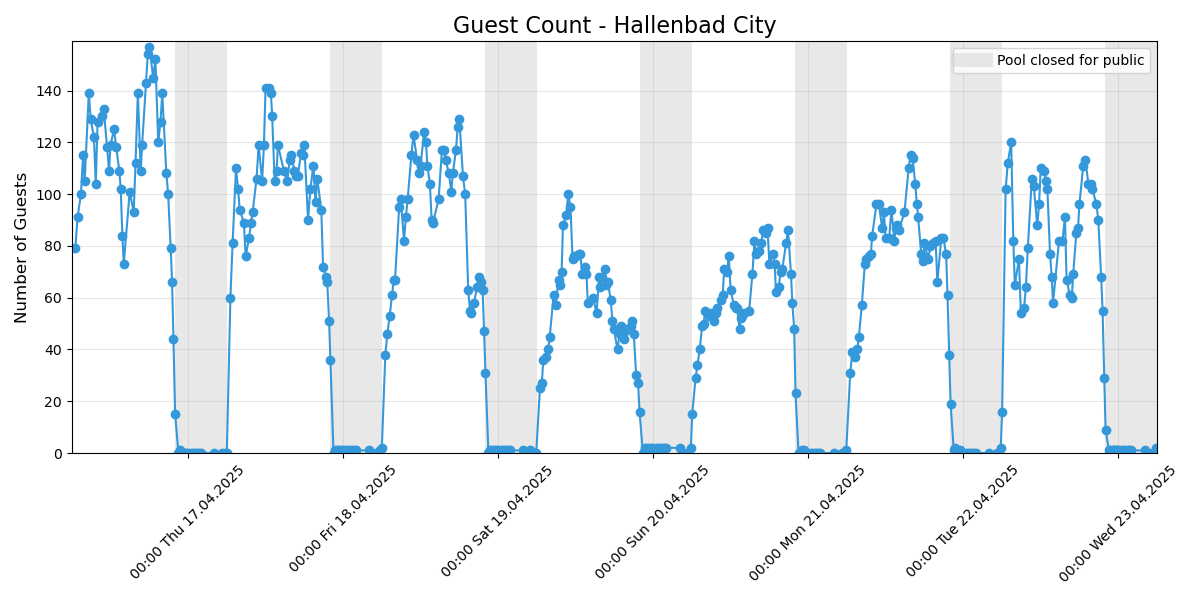 Guest Count - Hallenbad City
Pool closed for public
Number of Guests
140
120
100
80
60
40
20
0
00:00 Thu 17.04.2025
00:00 Fri 18.04.2025
00:00 Sat 19.04.2025
00:00 Sun 20.04.2025
00:00 Mon 21.04.2025
00:00 Tue 22.04.2025
00:00 Wed 23.04.2025